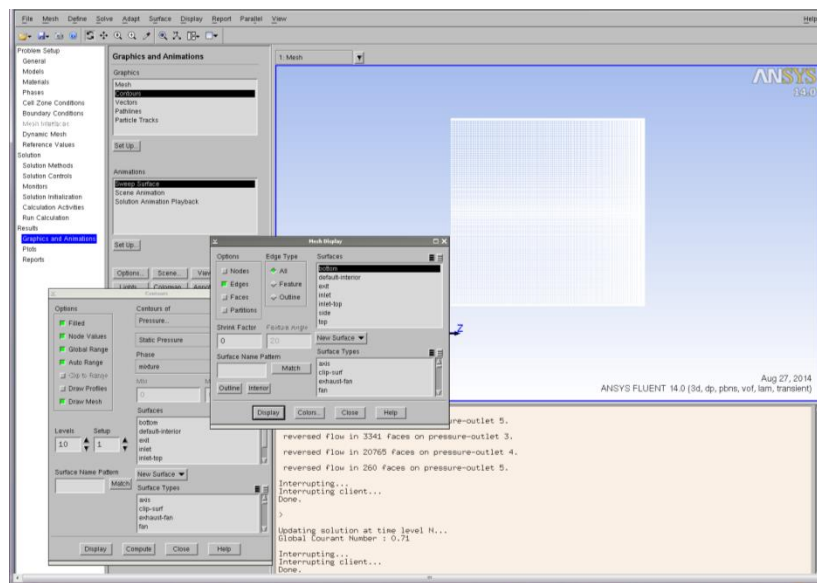 File Mesh Define Solve Adapt Surface Display Report Parallel View Help
Problem Setup
General
Models
Materials
Phases
Cell Zone Conditions
Boundary Conditions
Mesh Interfaces
Dynamic Mesh
Reference Values
Solution
Solution Methods
Solution Controls
Monitors
Solution Initialization
Calculation Activities
Run Calculation
Results
Graphics and Animations
Plots
Reports
Graphics and Animations
Graphics
Mesh
Contours
Vectors
Pathlines
Particle Tracks
Set Up...
Animations
Sweep Surface
Scene Animation
Solution Animation Playback
Set Up...
Options... Scene...
1: Mesh
ANSYS
14.0
Z
Aug 27, 2014
ANSYS FLUENT 14.0 (3d, dp, pbns, vof, lam, transient)
Mesh Display
Options
Nodes
Edges
Faces
Partitions
Edge Type
All
Feature
Outline
Shrink Factor
0
Feature Angle
20
Surface Name Pattern
Match
Outline Interior
Surfaces
bottom
default-interior
exit
inlet
inlet-top
side
top
New Surface
Surface Types
axis
clip-surf
exhaust-fan
fan
Display Colors... Close Help
Contours
Options
Filled
Node Values
Global Range
Auto Range
Clip to Range
Draw Profiles
Draw Mesh
Levels Setup
10 1
Surface Name Pattern
Match
Contours of
Pressure...
Static Pressure
Phase
mixture
Min
0
Surfaces
bottom
default-interior
exit
inlet
inlet-top
New Surface
Surface Types
axis
clip-surf
exhaust-fan
fan
Display Compute Close Help
ure-outlet 5.
reversed flow in 3341 faces on pressure-outlet 3.
reversed flow in 20765 faces on pressure-outlet 4.
reversed flow in 260 faces on pressure-outlet 5.
Interrupting...
Interrupting client...
Done.
>
Updating solution at time level N...
Global Courant Number : 0.71
Interrupting...
Interrupting client...
Done.